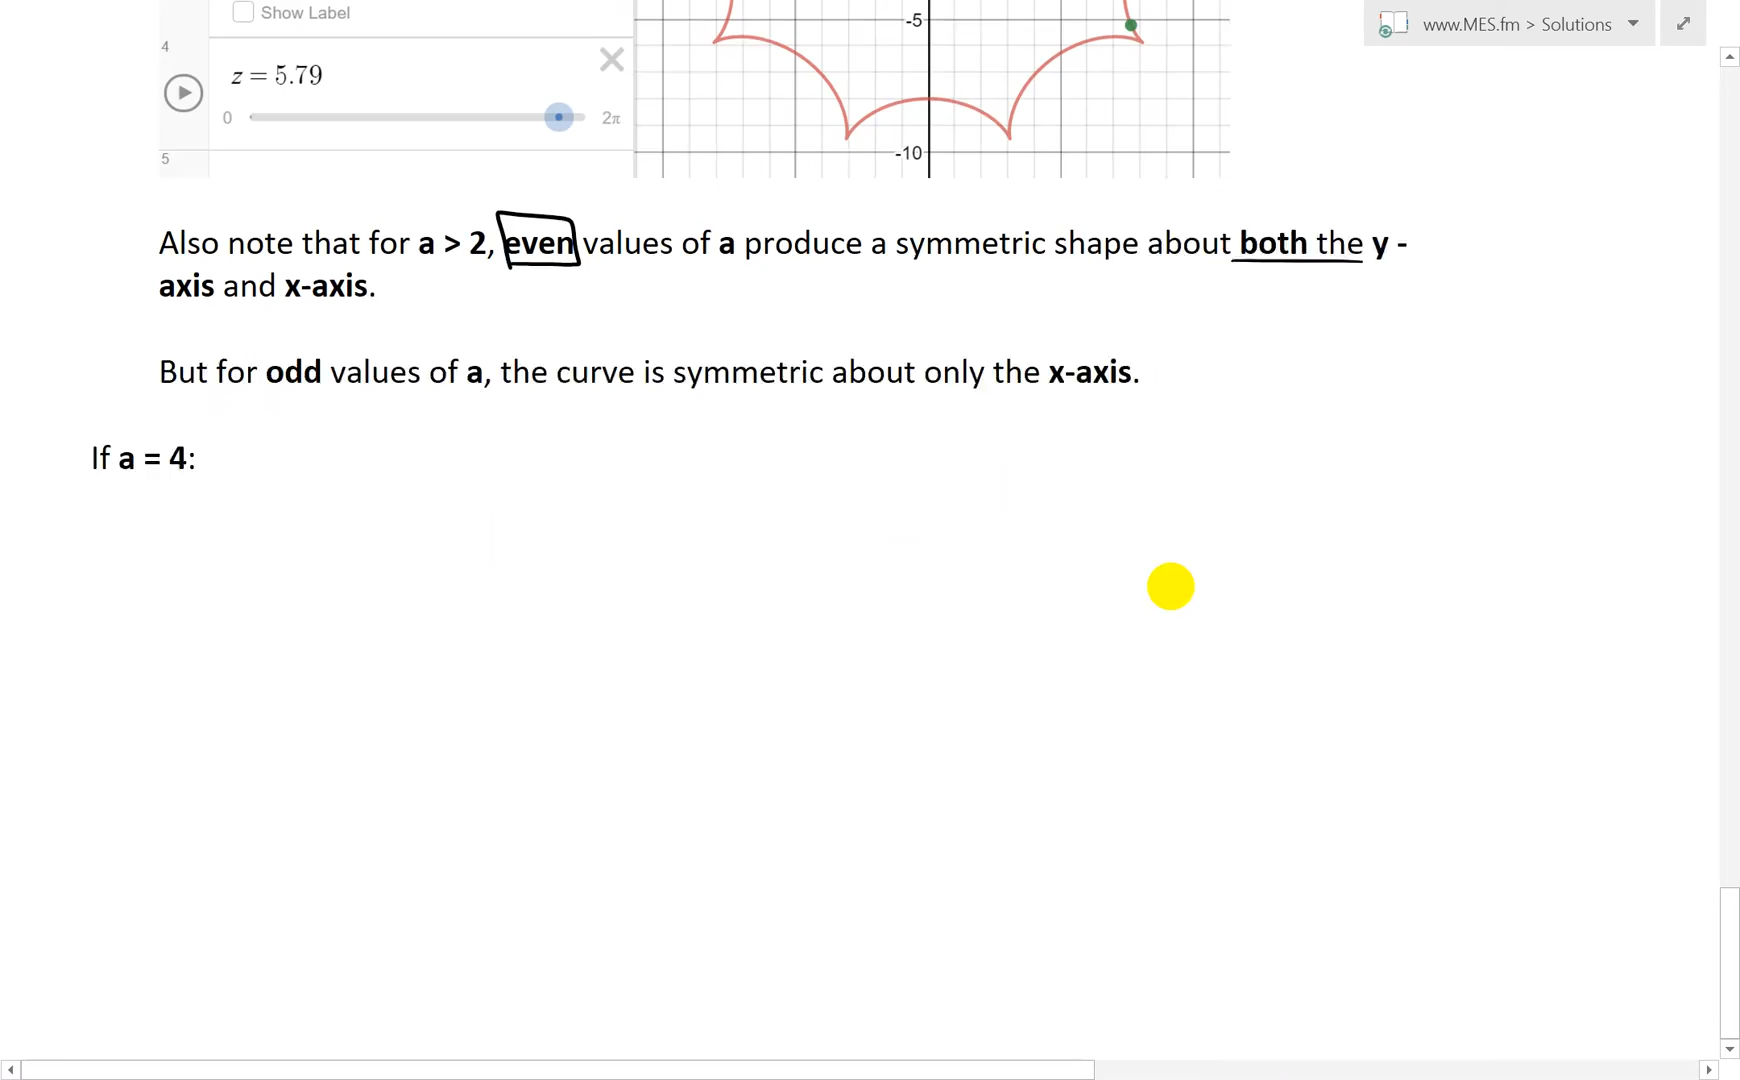 Show Label
www.MES.fm > Solutions
4
z = 5.79
0
2π
5
-5
-10
Also note that for a > 2, even values of a produce a symmetric shape about both the y -
axis and x-axis.
But for odd values of a, the curve is symmetric about only the x-axis.
If a = 4: